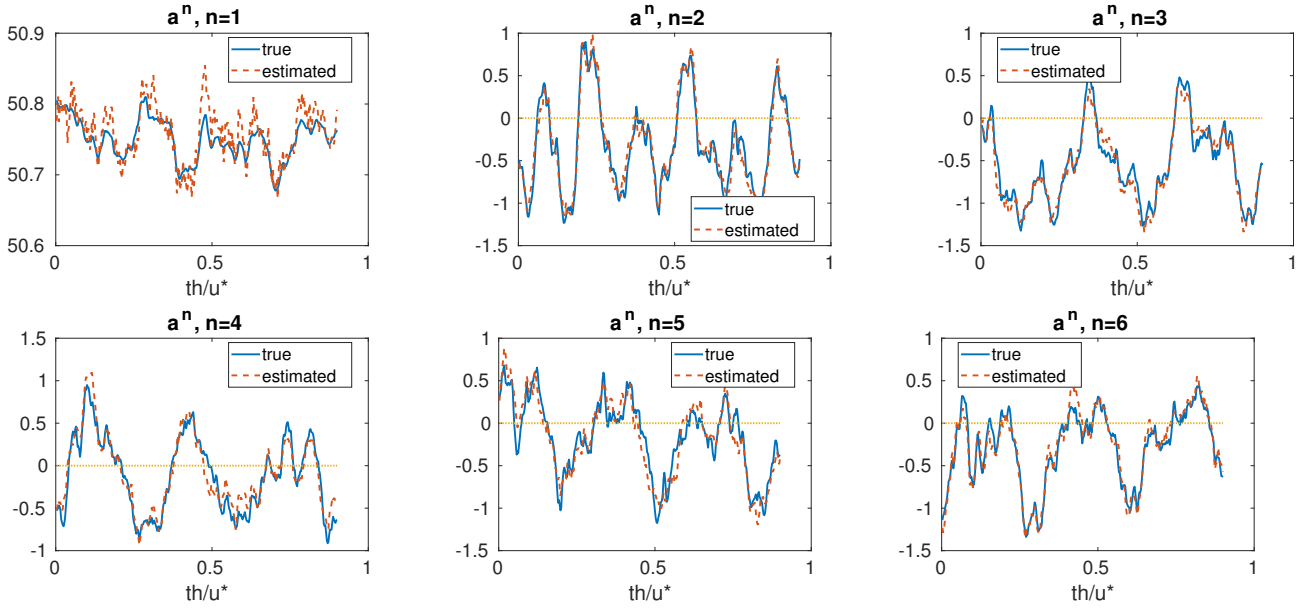 a^n, n=1
50.9
50.8
50.7
50.6
true
estimated
0
0.5
1
th/u*
a^n, n=2
1
0.5
0
-0.5
-1
-1.5
true
estimated
0
0.5
1
th/u*
a^n, n=3
1
0.5
0
-0.5
-1
-1.5
true
estimated
0
0.5
1
th/u*
a^n, n=4
1.5
1
0.5
0
-0.5
-1
true
estimated
0
0.5
1
th/u*
a^n, n=5
1
0.5
0
-0.5
-1
-1.5
true
estimated
0
0.5
1
th/u*
a^n, n=6
1
0.5
0
-0.5
-1
-1.5
true
estimated
0
0.5
1
th/u*